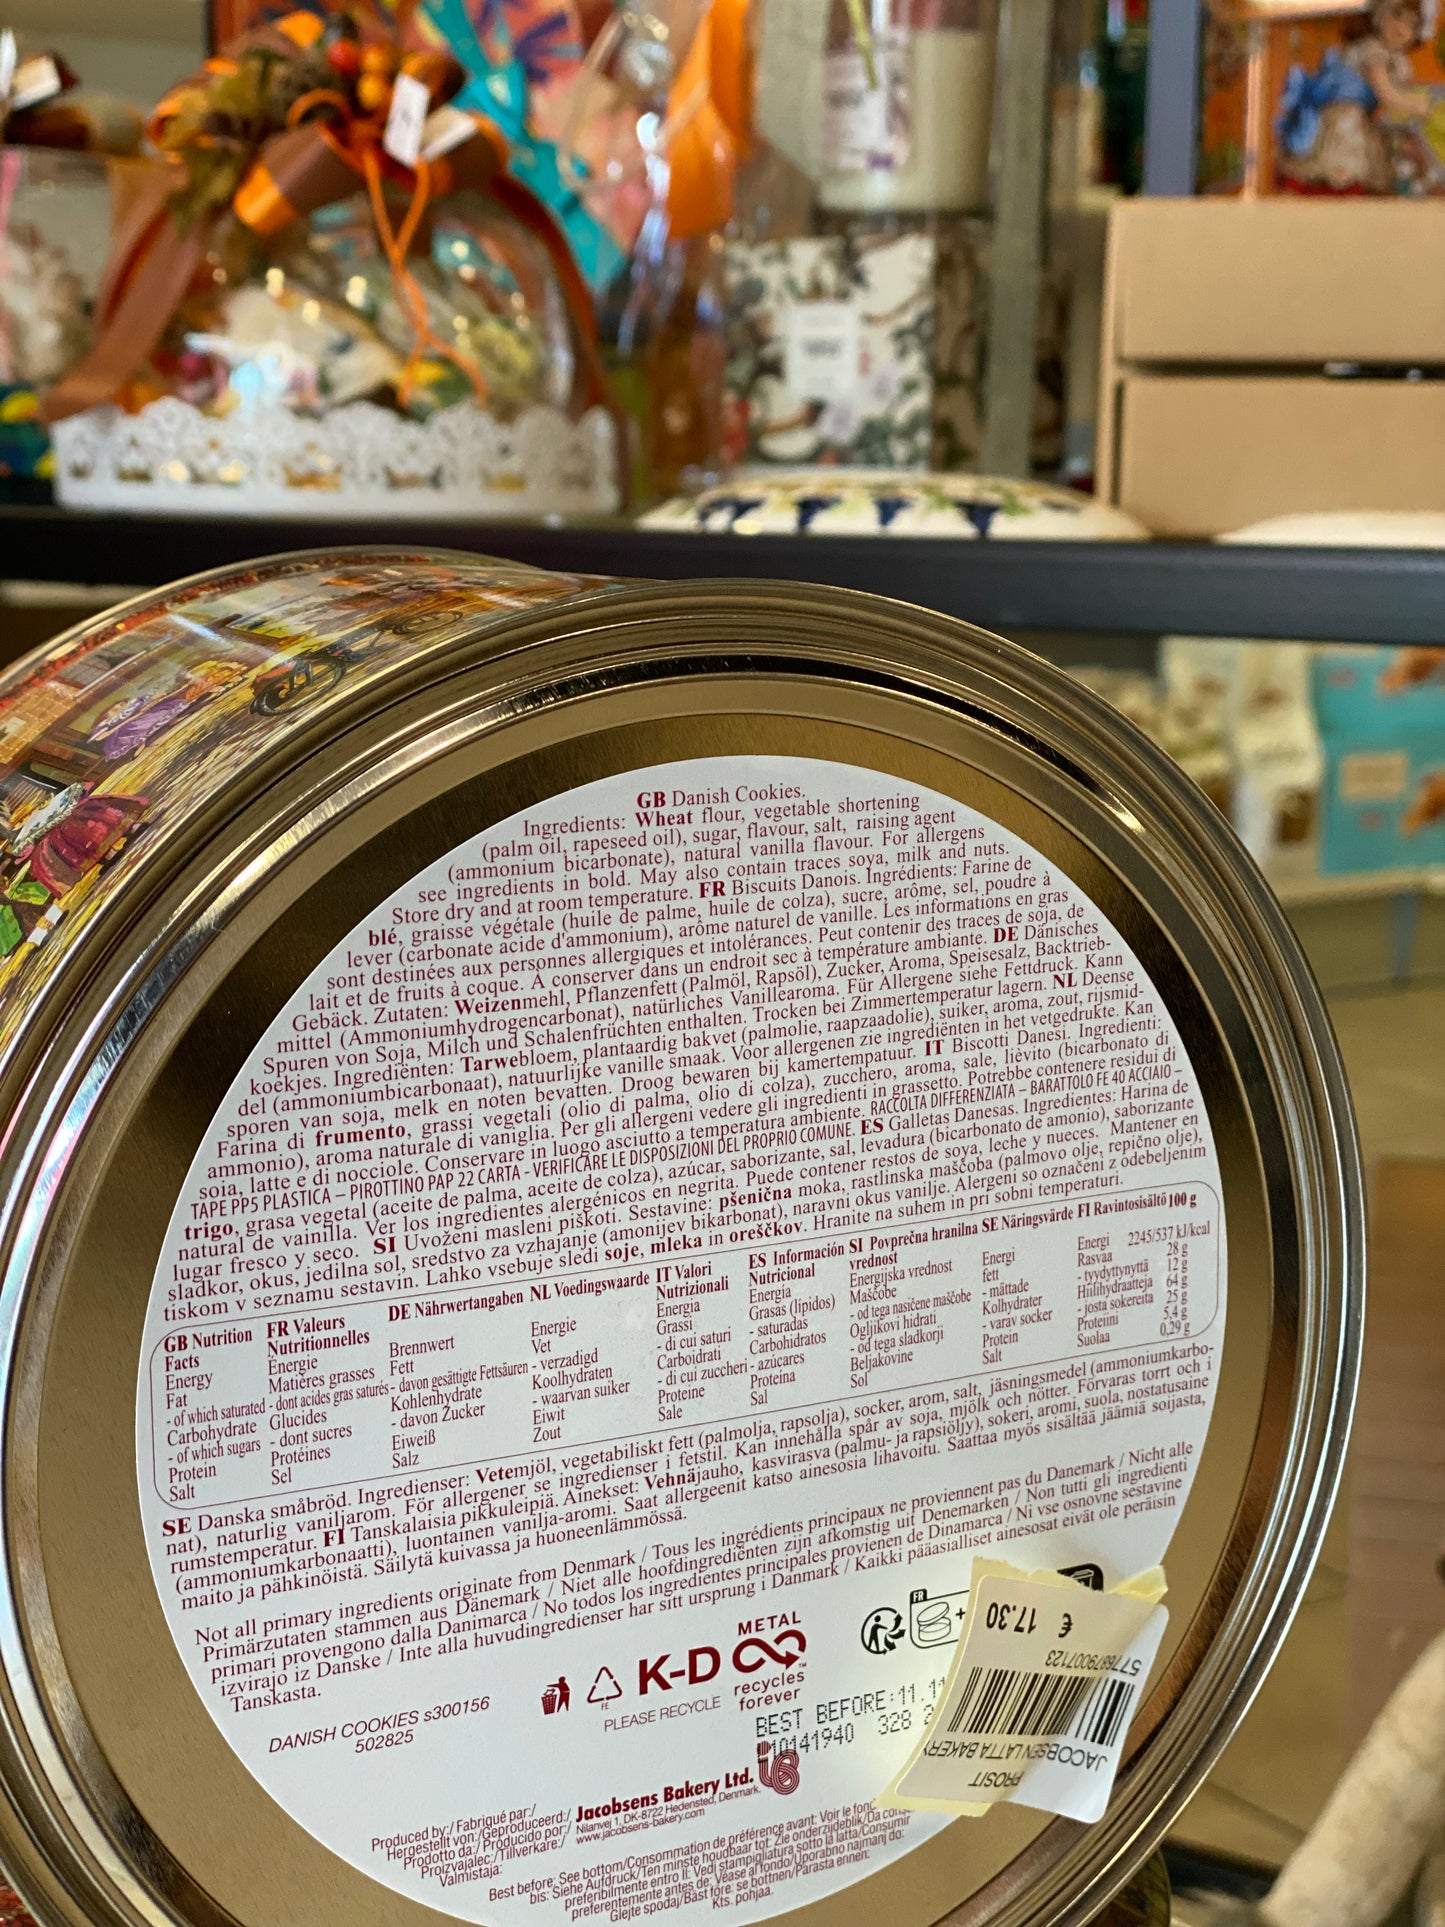 GB Danish Cookies.
Ingredients: Wheat flour, vegetable shortening
(palm oil, rapeseed oil), sugar, flavour, salt, raising agent
(ammonium bicarbonate), natural vanilla flavour. For allergens
see ingredients in bold. May also contain traces soya, milk and nuts.
Store dry and at room temperature. FR Biscuits Danois. Ingrédients: Farine de
blé, graisse végétale (huile de palme, huile de colza), sucre, arôme, sel, poudre à
lever (carbonate acide d'ammonium), arôme naturel de vanille. Les informations en gras
sont destinées aux personnes allergiques et intolérances. Peut contenir des traces de soja, de
lait et de fruits à coque. À conserver dans un endroit sec à température ambiante. DE Dänisches
Gebäck. Zutaten: Weizenmehl, Pflanzenfett (Palmöl, Rapsöl), Zucker, Aroma, Speisesalz, Backtrieb-
mittel (Ammoniumhydrogencarbonat), natürliches Vanillearoma. Für Allergene siehe Fettdruck. Kann
Spuren von Soja, Milch und Schalenfrüchten enthalten. Trocken bei Zimmertemperatur lagern. NL Deense
koekjes. Ingrediënten: Tarwebloem, plantaardig bakvet (palmolie, raapzaadolie), suiker, aroma, zout, rijsmid-
del (ammoniumbicarbonaat), natuurlijke vanille smaak. Voor allergenen zie ingrediënten in het vetgedrukte. Kan
sporen van soja, melk en noten bevatten. Droog bewaren bij kamertempatuur. IT Biscotti Danesi. Ingredienti:
Farina di frumento, grassi vegetali (olio di palma, olio di colza), zucchero, aroma, sale, lièvito (bicarbonato di
ammonio), aroma naturale di vaniglia. Per gli allergeni vedere gli ingredienti in grassetto. Potrebbe contenere residui di
soia, latte e di nocciole. Conservare in luogo asciutto a temperatura ambiente. RACCOLTA DIFFERENZIATA – BARATTOLO FE 40 ACCIAIO –
TAPE PP5 PLASTICA – PIROTTINO PAP 22 CARTA - VERIFICARE LE DISPOSIZIONI DEL PROPRIO COMUNE. ES Galletas Danesas. Ingredientes: Harina de
trigo, grasa vegetal (aceite de palma, aceite de colza), azúcar, saborizante, sal, levadura (bicarbonato de amonio), saborizante
natural de vainilla. Ver los ingredientes alergénicos en negrita. Puede contener restos de soya, leche y nueces. Mantener en
lugar fresco y seco. SI Uvoženi masleni piškoti. Sestavine: pšenična moka, rastlinska maščoba (palmovo olje, repično olje),
sladkor, okus, jedilna sol, sredstvo za vzhajanje (amonijev bikarbonat), naravni okus vanilje. Alergeni so označeni z odebeljenim
tiskom v seznamu sestavin. Lahko vsebuje sledi soje, mleka in oreščkov. Hranite na suhem in pri sobni temperaturi.
GB Nutrition Facts FR Valeurs Nutritionnelles DE Nährwertangaben NL Voedingswaarde IT Valori Nutrizionali ES Información Nutricional SI Povprečna hranilna vrednost SE Näringsvärde FI Ravintosisältö 100 g
Energy Énergie Brennwert Energie Energia Energia Energijska vrednost Energi Energi 2245/537 kJ/kcal
Fat Matières grasses Fett Vet Grassi Grasas (lípidos) Maščobe fett Rasvaa 28 g
- of which saturated - dont acides gras saturés - davon gesättigte Fettsäuren - verzadigd - di cui saturi - saturadas - od tega nasičene maščobe - mättade - tyydyttynyttä 12 g
Carbohydrate Glucides Kohlenhydrate Koolhydraten Carboidrati Carbohidratos Ogljikovi hidrati Kolhydrater Hiilihydraatteja 64 g
- of which sugars - dont sucres - davon Zucker - waarvan suiker - di cui zuccheri - azúcares - od tega sladkorji - varav socker - josta sokereita 25 g
Protein Protéines Eiweiß Eiwit Proteine Proteina Beljakovine Protein Proteiini 5,4 g
Salt Sel Salz Zout Sale Sal Sol Salt Suolaa 0,29 g
SE Danska småbröd. Ingredienser: Vetemjöl, vegetabiliskt fett (palmolja, rapsolja), socker, arom, salt, jäsningsmedel (ammoniumkarbo-
nat), naturlig vaniljarom. För allergener se ingredienser i fetstil. Kan innehålla spår av soja, mjölk och nötter. Förvaras torrt och i
rumstemperatur. FI Tanskalaisia pikkuleipiä. Ainekset: Vehnäjauho, kasvirasva (palmu- ja rapsiöljy), sokeri, aromi, suola, nostatusaine
(ammoniumkarbonaatti), luontainen vanilja-aromi. Saat allergeenit katso ainesosia lihavoitu. Saattaa myös sisältää jäämiä soijasta,
maito ja pähkinöistä. Säilytä kuivassa ja huoneenlämmössä.
Not all primary ingredients originate from Denmark / Tous les ingrédients principaux ne proviennent pas du Danemark / Nicht alle
Primärzutaten stammen aus Dänemark / Niet alle hoofdingrediënten zijn afkomstig uit Denemarken / Non tutti gli ingredienti
primari provengono dalla Danimarca / No todos los ingredientes principales provienen de Dinamarca / Ni vse osnovne sestavine
izvirajo iz Danske / Inte alla huvudingredienser har sitt ursprung i Danmark / Kaikki pääasialliset ainesosat eivät ole peräisin
Tanskasta.
DANISH COOKIES s300156
502825
FE
K-D
PLEASE RECYCLE
METAL
recycles
forever
FR
+
BEST BEFORE:11.11
10141940 328
€ 17.30
5776879007123
JACOBSEN LATTA BAKERY
PROSIT
Produced by:/ Fabriqué par:/
Hergestellt von:/Geproduceerd:/
Prodotto da:/ Producido por:/
Proizvajalec:/Tillverkare:/
Valmistaja:
Jacobsens Bakery Ltd.
Nilanvej 1, DK-8722 Hedensted, Denmark.
www.jacobsens-bakery.com
Best before: See bottom/Consommation de préférence avant: Voir le fond
bis: Siehe Aufdruck/Ten minste houdbaar tot: Zie onderzijdeblik/Da
preferibilmente entro il: Vedi stampigliatura sotto la latta/Consumir
preferentemente antes de: Véase al fondo/Uporabno najmanj do:
Glejte spodaj/Bäst före: se bottnen/Parasta ennen:
Kts. pohjaa.